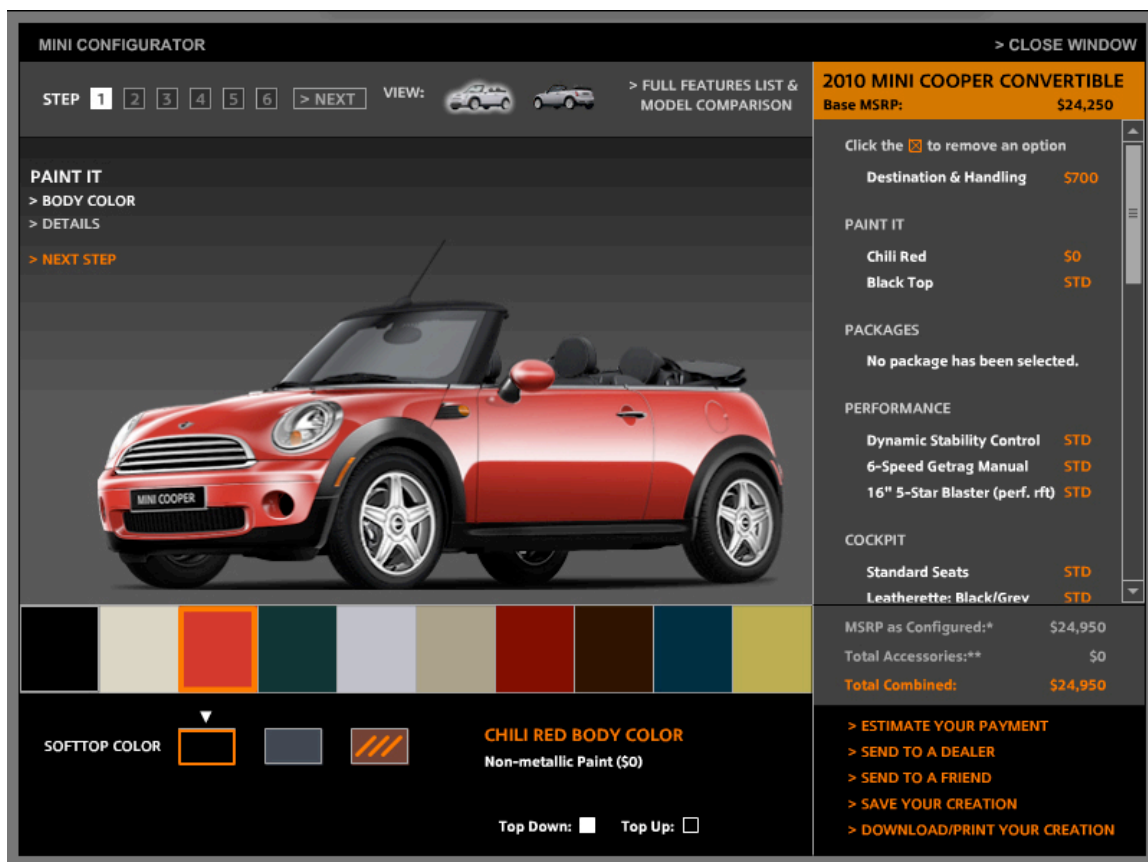 MINI CONFIGURATOR
> CLOSE WINDOW
STEP 1 2 3 4 5 6 > NEXT
VIEW:
> FULL FEATURES LIST &
MODEL COMPARISON
PAINT IT
> BODY COLOR
> DETAILS
> NEXT STEP
MINI COOPER
SOFTTOP COLOR
CHILI RED BODY COLOR
Non-metallic Paint ($0)
Top Down: Top Up:
2010 MINI COOPER CONVERTIBLE
Base MSRP: $24,250
Click the to remove an option
Destination & Handling $700
PAINT IT
Chili Red $0
Black Top STD
PACKAGES
No package has been selected.
PERFORMANCE
Dynamic Stability Control STD
6-Speed Getrag Manual STD
16" 5-Star Blaster (perf. rft) STD
COCKPIT
Standard Seats STD
Leatherette: Black/Grey STD
MSRP as Configured:* $24,950
Total Accessories:** $0
Total Combined: $24,950
> ESTIMATE YOUR PAYMENT
> SEND TO A DEALER
> SEND TO A FRIEND
> SAVE YOUR CREATION
> DOWNLOAD/PRINT YOUR CREATION